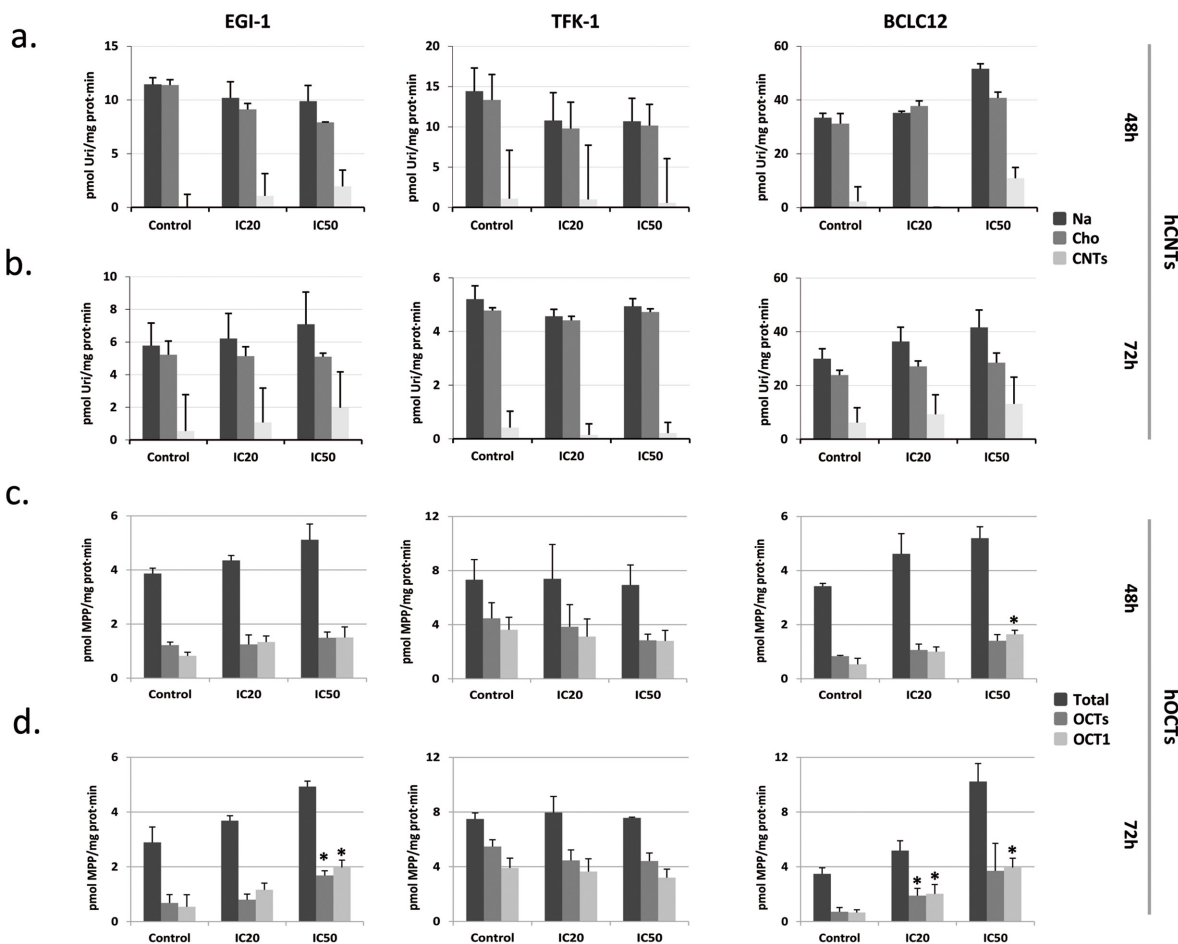 EGI-1 TFK-1 BCLC12
a.
pmol Uri/mg prot·min
15
10
5
0
Control IC20 IC50
pmol Uri/mg prot·min
20
15
10
5
0
Control IC20 IC50
pmol Uri/mg prot·min
60
40
20
0
Control IC20 IC50
48h
Na
Cho
CNTs
hCNTs
b.
pmol Uri/mg prot·min
10
8
6
4
2
0
Control IC20 IC50
pmol Uri/mg prot·min
6
4
2
0
Control IC20 IC50
pmol Uri/mg prot·min
60
40
20
0
Control IC20 IC50
72h
c.
pmol MPP/mg prot·min
6
4
2
0
Control IC20 IC50
pmol MPP/mg prot·min
12
8
4
0
Control IC20 IC50
pmol MPP/mg prot·min
6
4
2
0
*
Control IC20 IC50
48h
Total
OCTs
OCT1
hOCTs
d.
pmol MPP/mg prot·min
6
4
2
0
* *
Control IC20 IC50
pmol MPP/mg prot·min
12
8
4
0
Control IC20 IC50
pmol MPP/mg prot·min
12
8
4
0
* * *
Control IC20 IC50
72h